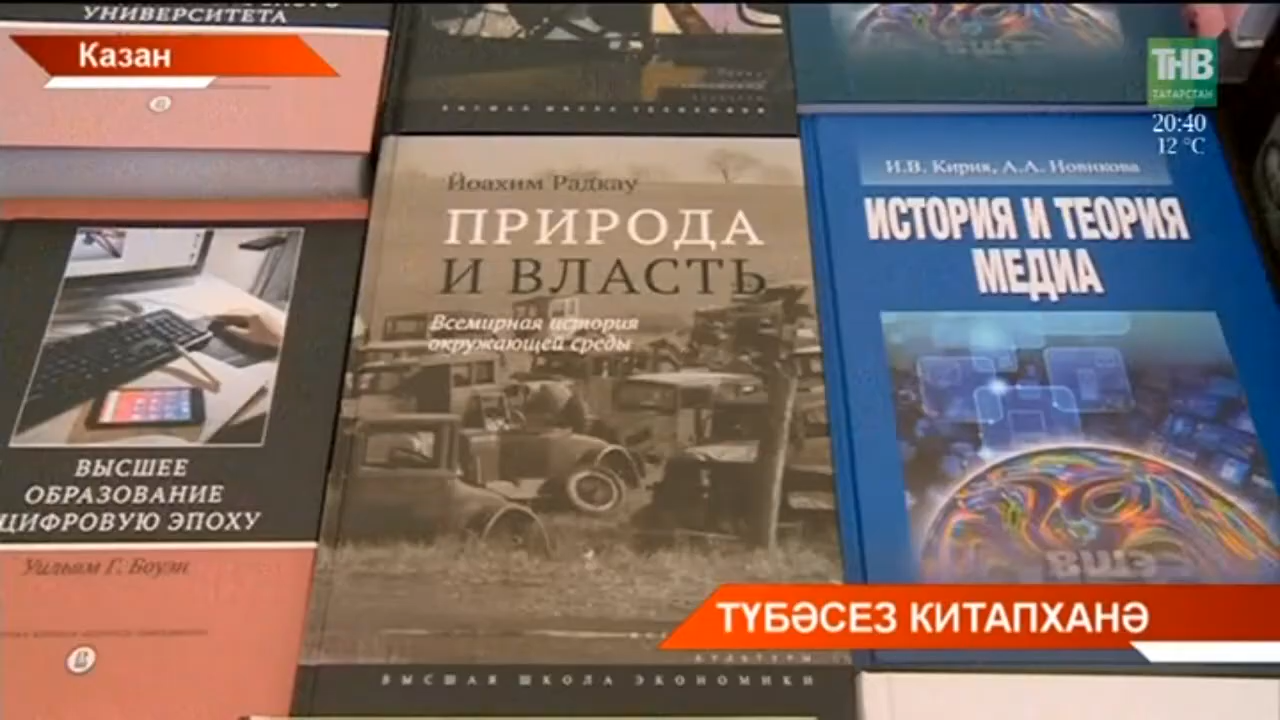 УНИВЕРСИТЕТА
Казан
ТНВ
ТАТАРСТАН
20:40
12 °C
ВЫСШЕЕ
ОБРАЗОВАНИЕ
ЦИФРОВУЮ ЭПОХУ
Уильям Г. Боуэн
Йоахим Радкау
ПРИРОДА
И ВЛАСТЬ
Всемирная история
окружающей среды
КУЛЬТУРЫ
ВЫСШАЯ ШКОЛА ЭКОНОМИКИ
И.В. Кирия, А.А. Новикова
ИСТОРИЯ И ТЕОРИЯ
МЕДИА
ТҮБӘСЕЗ КИТАПХАНӘ